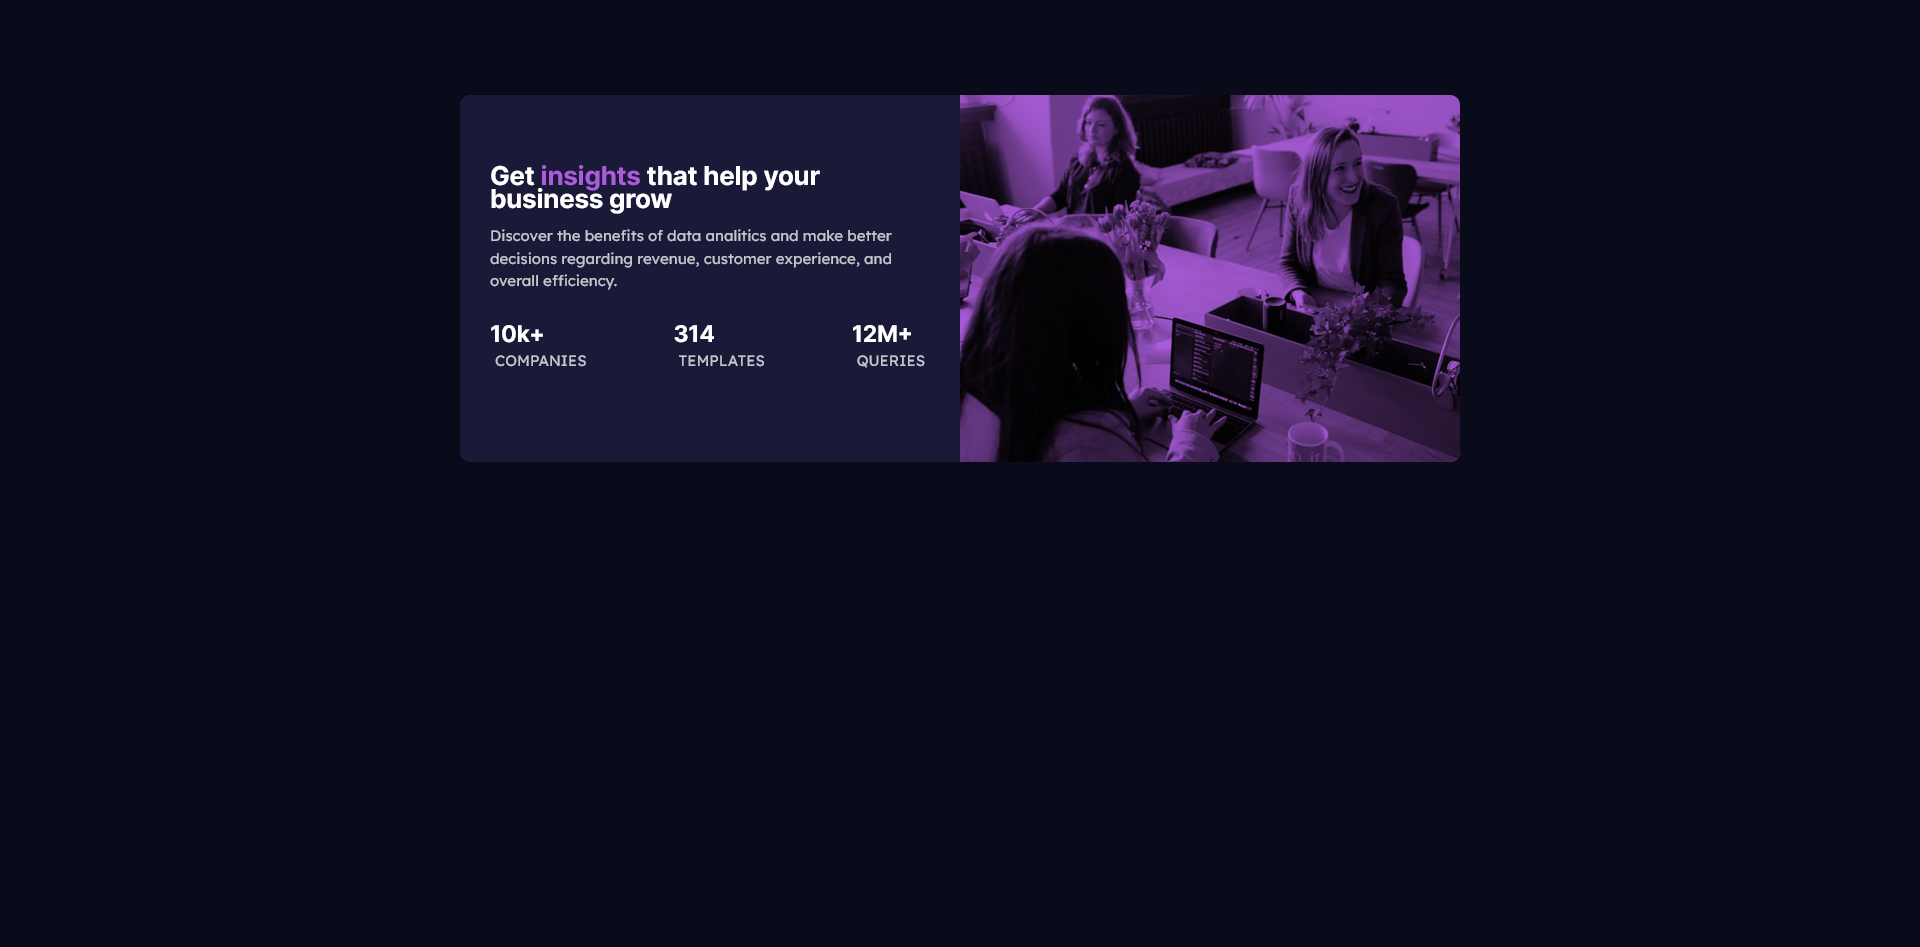 Get insights that help your
business grow
Discover the benefits of data analitics and make better
decisions regarding revenue, customer experience, and
overall efficiency.
10k+ 314 12M+
COMPANIES TEMPLATES QUERIES